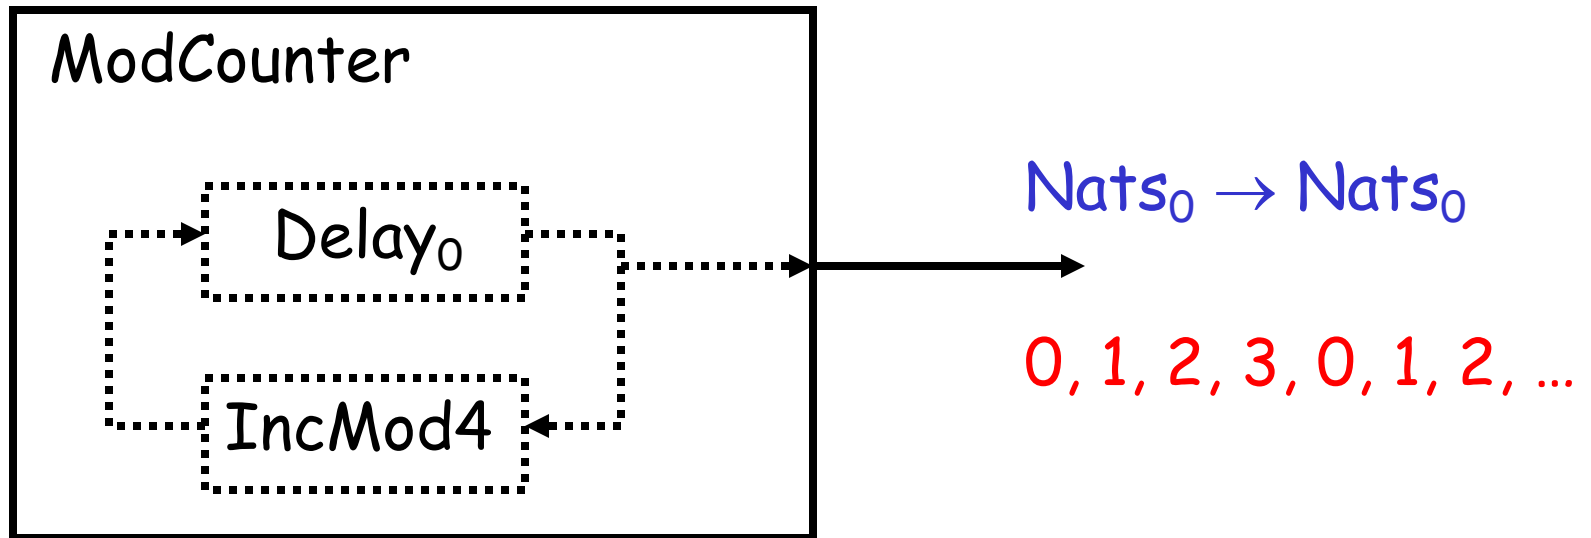 ModCounter
Nats₀ → Nats₀
Delay₀
0, 1, 2, 3, 0, 1, 2, ...
IncMod4